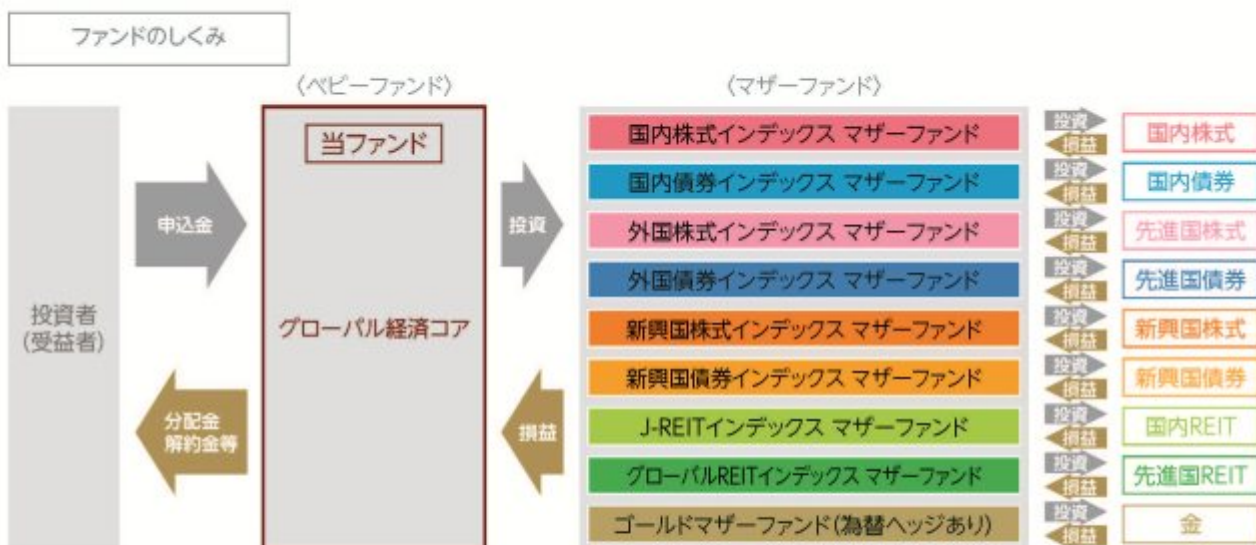 ファンドのしくみ
〈ベビーファンド〉
〈マザーファンド〉
投資者
(受益者)
申込金
分配金
解約金等
当ファンド
グローバル経済コア
投資
損益
国内株式インデックス マザーファンド
投資
損益
国内株式
国内債券インデックス マザーファンド
投資
損益
国内債券
外国株式インデックス マザーファンド
投資
損益
先進国株式
外国債券インデックス マザーファンド
投資
損益
先進国債券
新興国株式インデックス マザーファンド
投資
損益
新興国株式
新興国債券インデックス マザーファンド
投資
損益
新興国債券
J-REITインデックス マザーファンド
投資
損益
国内REIT
グローバルREITインデックス マザーファンド
投資
損益
先進国REIT
ゴールドマザーファンド(為替ヘッジあり)
投資
損益
金